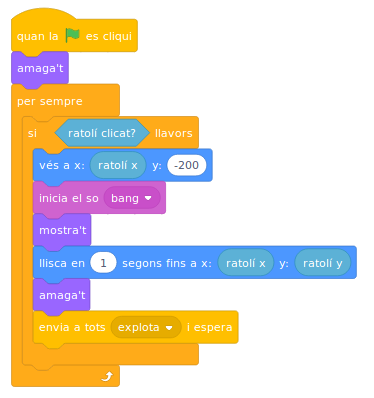 quan la es cliqui
amaga't
per sempre
si ratolí clicat? llavors
vés a x: ratolí x y: -200
inicia el so bang
mostra't
llisca en 1 segons fins a x: ratolí x y: ratolí y
amaga't
envia a tots explota i espera